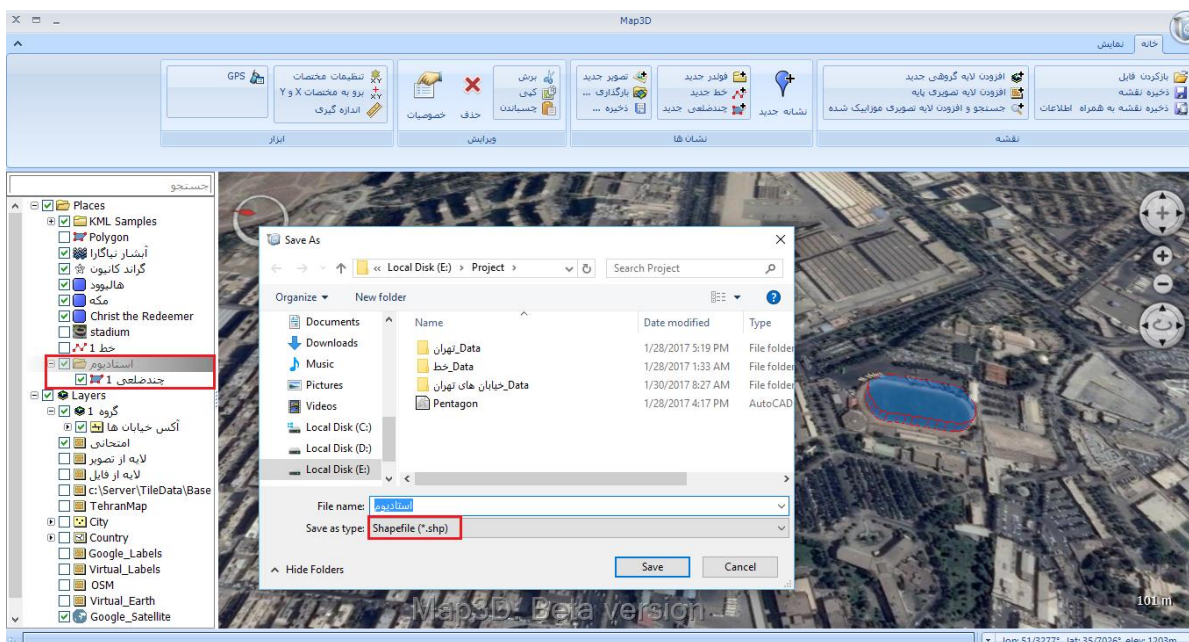 Map3D
خانه
نمایش
بازکردن فایل
ذخیره نقشه
ذخیره نقشه به همراه اطلاعات
افزودن لایه گروهی جدید
افزودن لایه تصویری پایه
جستجو و افزودن لایه تصویری موزاییک شده
نقشه
نشانه جدید
فولدر جدید
خط جدید
چندضلعی جدید
تصویر جدید
بارگذاری ...
ذخیره ...
نشان ها
برش
کپی
چسباندن
حذف
خصوصیات
ویرایش
تنظیمات مختصات
برو به مختصات X و Y
اندازه گیری
GPS
ابزار
جستجو
Places
KML Samples
Polygon
آبشار نیاگارا
گراند کانیون
هالیوود
مکه
Christ the Redeemer
stadium
خط 1
استادیوم
چندضلعی 1
Layers
گروه 1
آکس خیابان ها
امتحانی
لایه از تصویر
لایه از فایل
c:\Server\TileData\Base
TehranMap
City
Country
Google_Labels
Virtual_Labels
OSM
Virtual_Earth
Google_Satellite
Save As
« Local Disk (E:) › Project ›
Search Project
Organize
New folder
Documents
Downloads
Music
Pictures
Videos
Local Disk (C:)
Local Disk (D:)
Local Disk (E:)
Name Date modified Type
تهران_Data 1/28/2017 5:19 PM File folder
خط_Data 1/28/2017 1:33 AM File folder
خیابان های تهران_Data 1/30/2017 8:27 AM File folder
Pentagon 1/28/2017 4:17 PM AutoCAD
File name: استادیوم
Save as type: Shapefile (*.shp)
Hide Folders
Save
Cancel
Map3D: Beta version
101 m
lon: 51/3277° lat: 35/7026° elev: 1203m